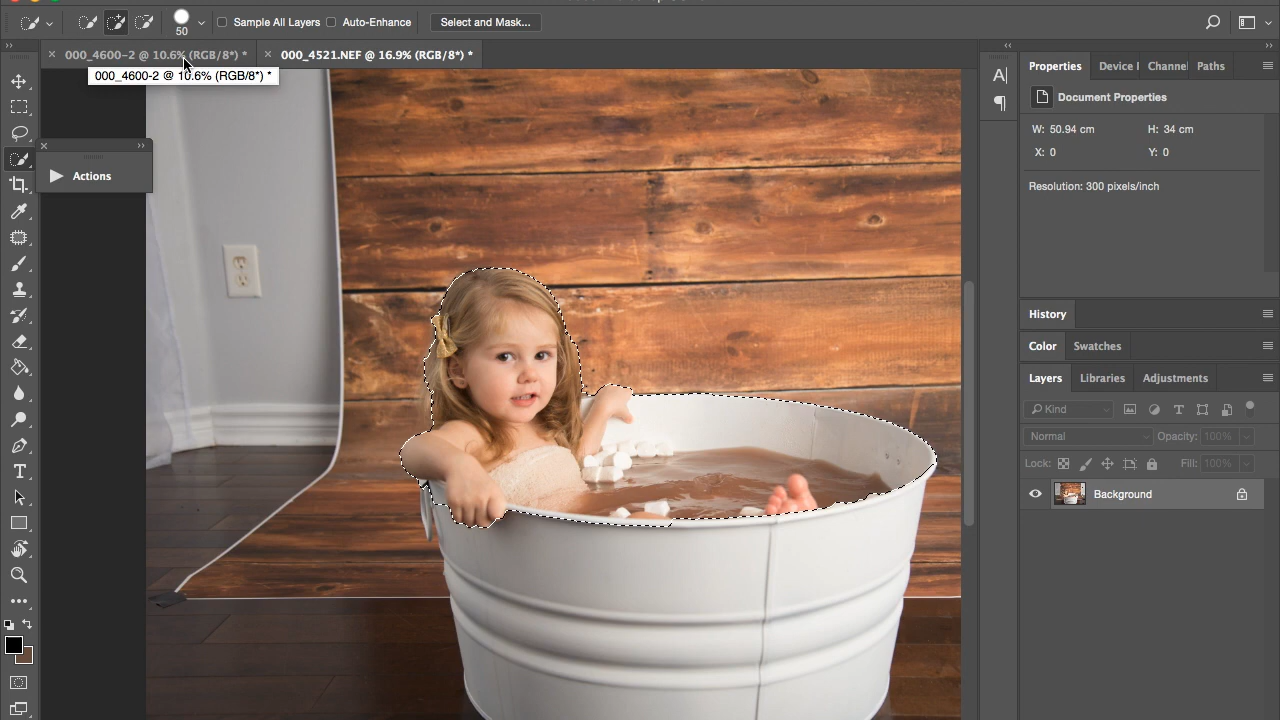 50
Sample All Layers
Auto-Enhance
Select and Mask...
000_4600-2 @ 10.6% (RGB/8*) *
000_4521.NEF @ 16.9% (RGB/8*) *
000_4600-2 @ 10.6% (RGB/8*) *
Actions
Properties
Device
Channel
Paths
Document Properties
W: 50.94 cm
H: 34 cm
X: 0
Y: 0
Resolution: 300 pixels/inch
History
Color
Swatches
Layers
Libraries
Adjustments
Kind
Normal
Opacity: 100%
Lock:
Fill: 100%
Background